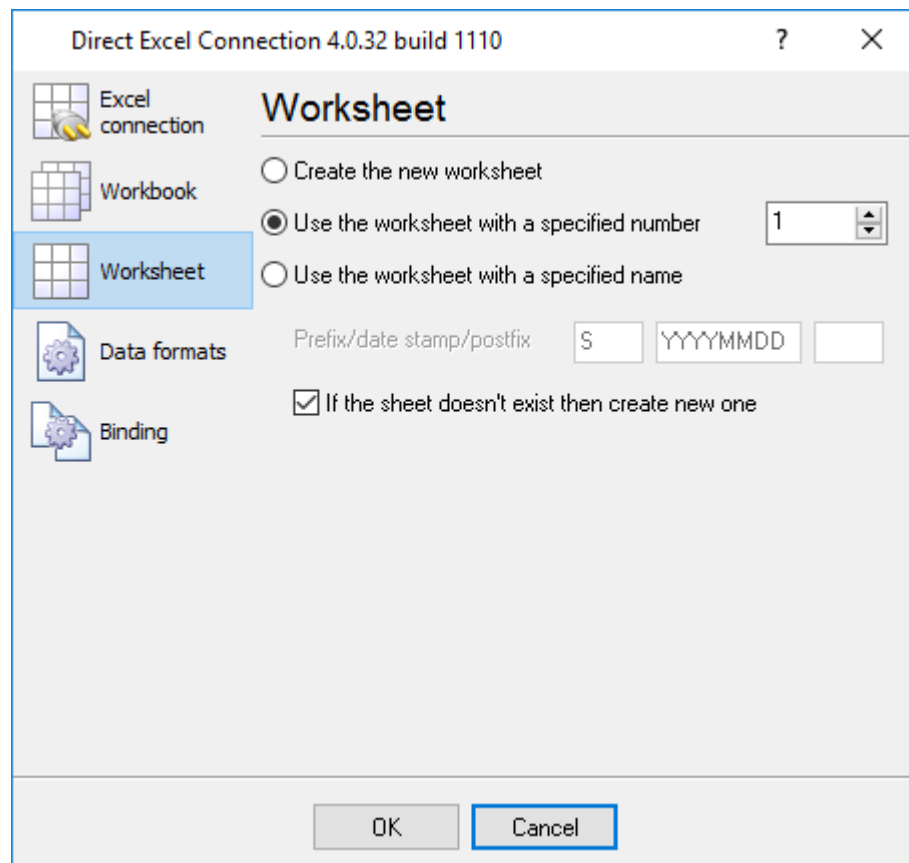 Direct Excel Connection 4.0.32 build 1110 ?
Excel
connection
Workbook
Worksheet
Data formats
Binding
Worksheet
Create the new worksheet
Use the worksheet with a specified number 1
Use the worksheet with a specified name
Prefix/date stamp/postfix S YYYYMMDD
If the sheet doesn't exist then create new one
OK Cancel